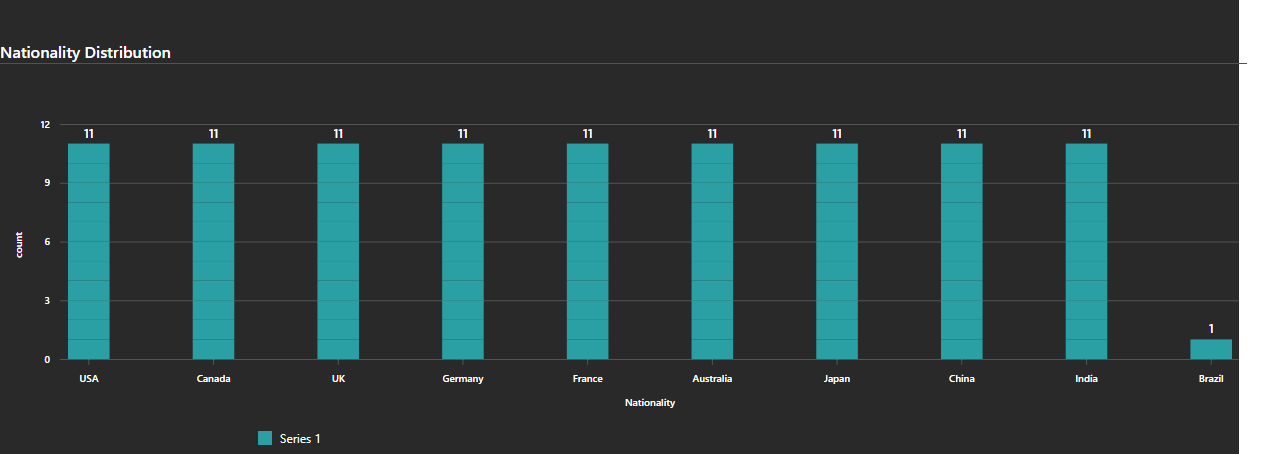 Nationality Distribution
12
11 11 11 11 11 11 11 11 11
9
6
count
3
1
0
USA Canada UK Germany France Australia Japan China India Brazil
Nationality
Series 1